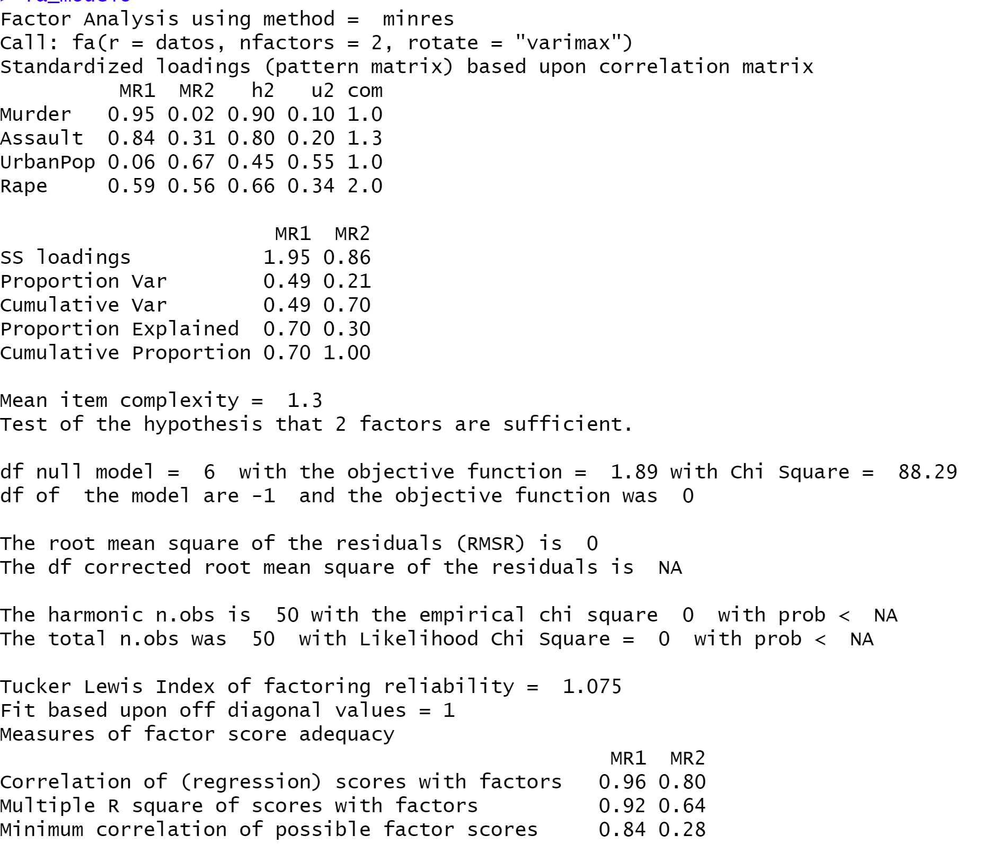 Factor Analysis using method =  minres
Call: fa(r = datos, nfactors = 2, rotate = "varimax")
Standardized loadings (pattern matrix) based upon correlation matrix
          MR1  MR2   h2   u2 com
Murder   0.95 0.02 0.90 0.10 1.0
Assault  0.84 0.31 0.80 0.20 1.3
UrbanPop 0.06 0.67 0.45 0.55 1.0
Rape     0.59 0.56 0.66 0.34 2.0
                       MR1  MR2
SS loadings           1.95 0.86
Proportion Var        0.49 0.21
Cumulative Var        0.49 0.70
Proportion Explained  0.70 0.30
Cumulative Proportion 0.70 1.00
Mean item complexity =  1.3
Test of the hypothesis that 2 factors are sufficient.
df null model =  6  with the objective function =  1.89 with Chi Square =  88.29
df of  the model are -1  and the objective function was  0
The root mean square of the residuals (RMSR) is  0
The df corrected root mean square of the residuals is  NA
The harmonic n.obs is  50 with the empirical chi square  0  with prob <  NA
The total n.obs was  50  with Likelihood Chi Square =  0  with prob <  NA
Tucker Lewis Index of factoring reliability =  1.075
Fit based upon off diagonal values = 1
Measures of factor score adequacy
                                                   MR1  MR2
Correlation of (regression) scores with factors   0.96 0.80
Multiple R square of scores with factors          0.92 0.64
Minimum correlation of possible factor scores     0.84 0.28